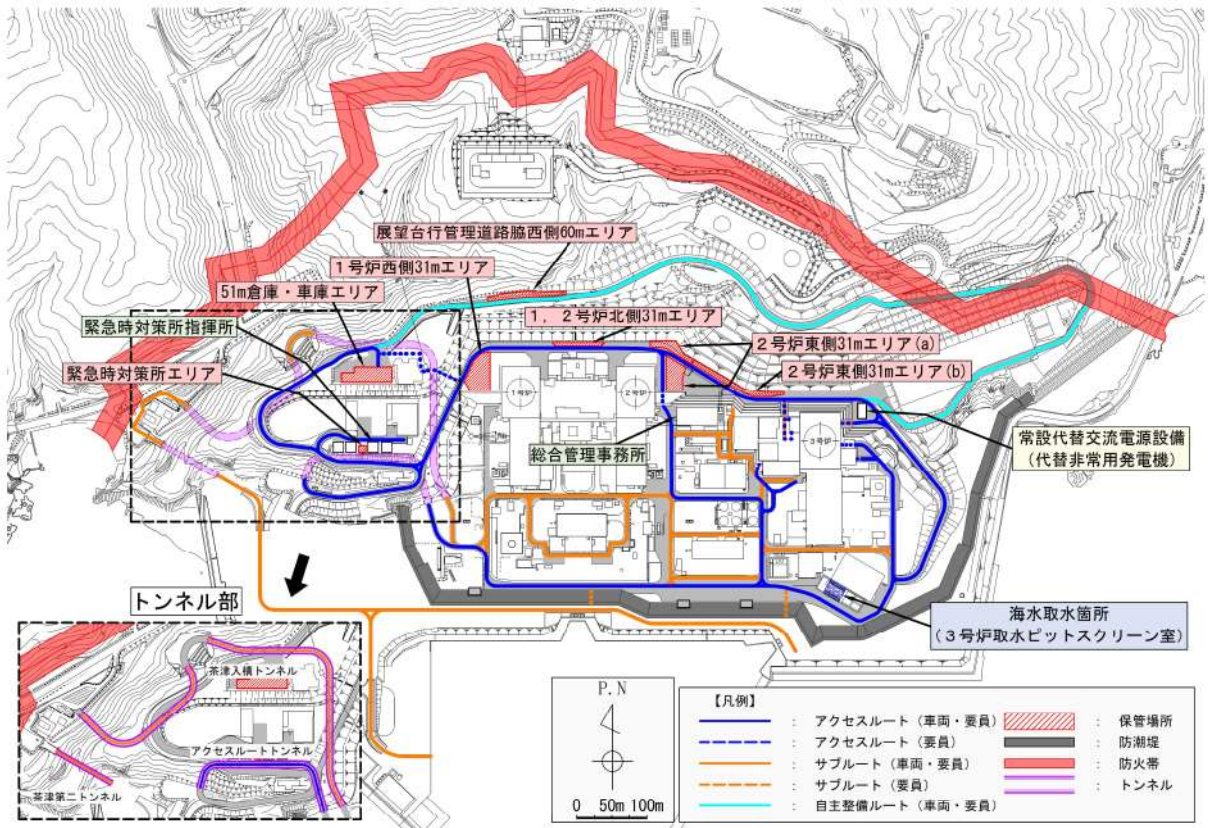 展望台行管理道路脇西側60mエリア
1号炉西側31mエリア
51m倉庫・車庫エリア
1,2号炉北側31mエリア
緊急時対策所指揮所
2号炉東側31mエリア(a)
緊急時対策所エリア
2号炉東側31mエリア(b)
1号炉
2号炉
3号炉
総合管理事務所
常設代替交流電源設備
(代替非常用発電機)
トンネル部
海水取水箇所
(3号炉取水ピットスクリーン室)
茶津入構トンネル
アクセスルートトンネル
茶津第二トンネル
P.N
0 50m 100m
【凡例】
: アクセスルート(車両・要員)
: アクセスルート(要員)
: サブルート(車両・要員)
: サブルート(要員)
: 自主整備ルート(車両・要員)
: 保管場所
: 防潮堤
: 防火帯
: トンネル